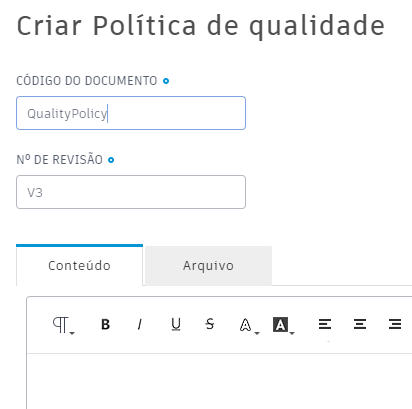 Criar Política de qualidade
CÓDIGO DO DOCUMENTO
QualityPolicy
Nº DE REVISÃO
V3
Conteúdo Arquivo
B I U S A A